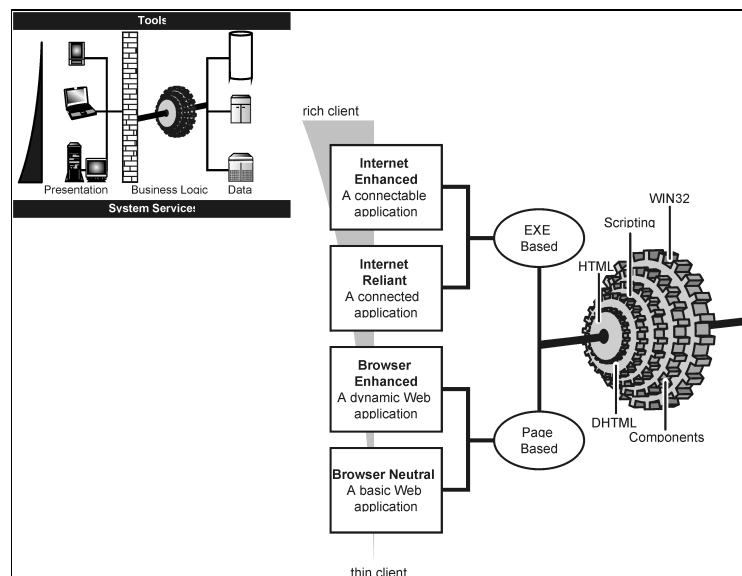 Tools
Presentation
Business Logic
Data
System Services
rich client
Internet
Enhanced
A connectable
application
Internet
Reliant
A connected
application
Browser
Enhanced
A dynamic Web
application
Browser Neutral
A basic Web
application
thin client
EXE
Based
Page
Based
WIN32
Scripting
HTML
DHTML
Components